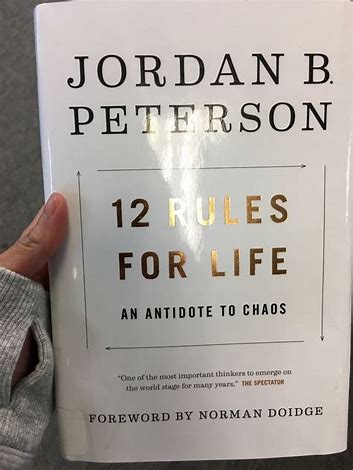 JORDAN B.
PETERSON
12 RULES
FOR LIFE
AN ANTIDOTE TO CHAOS
"One of the most important thinkers to emerge on
the world stage for many years." THE SPECTATOR
FOREWORD BY NORMAN DOIDGE